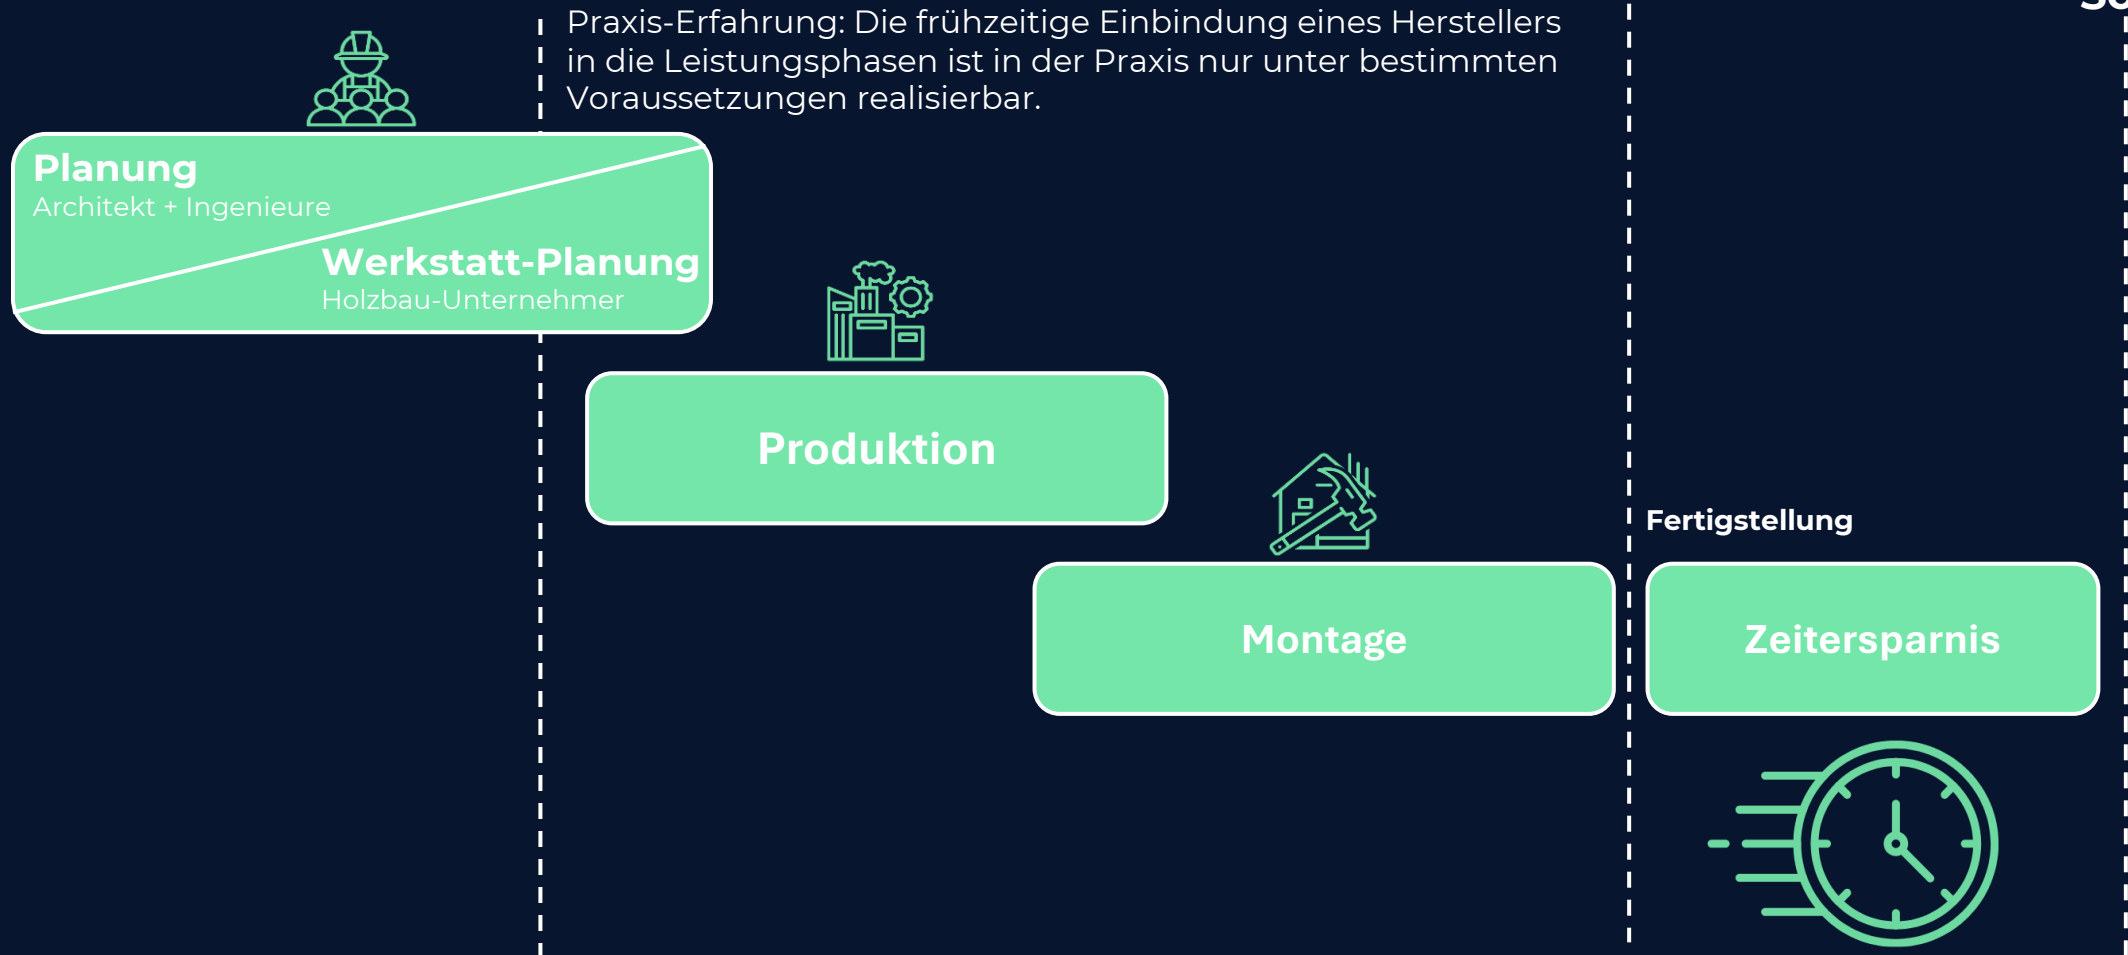 Praxis-Erfahrung: Die frühzeitige Einbindung eines Herstellers
in die Leistungsphasen ist in der Praxis nur unter bestimmten
Voraussetzungen realisierbar.
Planung
Architekt + Ingenieure
Werkstatt-Planung
Holzbau-Unternehmer
Produktion
Fertigstellung
Montage
Zeitersparnis